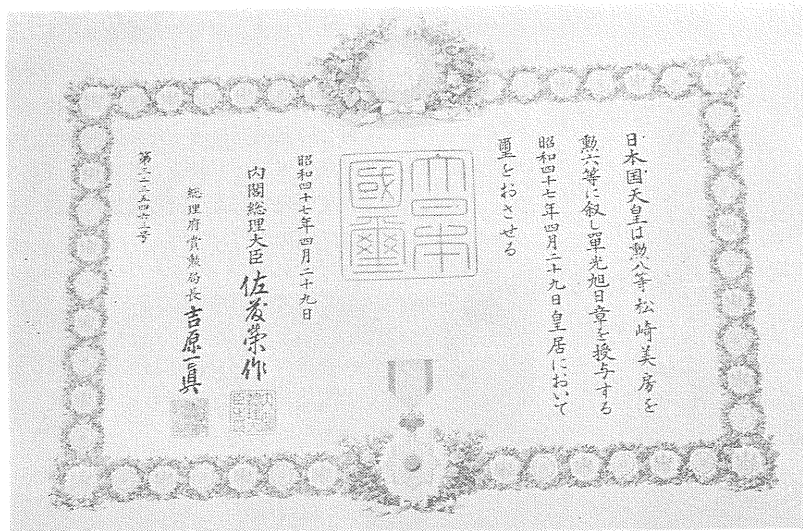 日本国天皇は勲八等松崎美房を
勲六等に叙し單光旭日章を授与する
昭和四十七年四月二十九日皇居において
璽をおさせる
大日本國璽
昭和四十七年四月二十九日
内閣総理大臣 佐藤榮作
総理府賞勲局長 吉原一眞